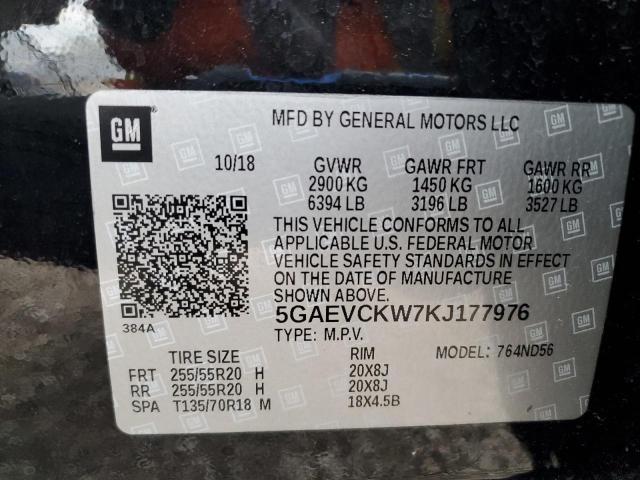 GM
MFD BY GENERAL MOTORS LLC
10/18 GVWR GAWR FRT GAWR RR
2900 KG 1450 KG 1600 KG
6394 LB 3196 LB 3527 LB
THIS VEHICLE CONFORMS TO ALL
APPLICABLE U.S. FEDERAL MOTOR
VEHICLE SAFETY STANDARDS IN EFFECT
ON THE DATE OF MANUFACTURE
SHOWN ABOVE.
5GAEVCKW7KJ177976
384A
TYPE: M.P.V.
MODEL: 764ND56
TIRE SIZE RIM
FRT 255/55R20 H 20X8J
RR 255/55R20 H 20X8J
SPA T135/70R18 M 18X4.5B